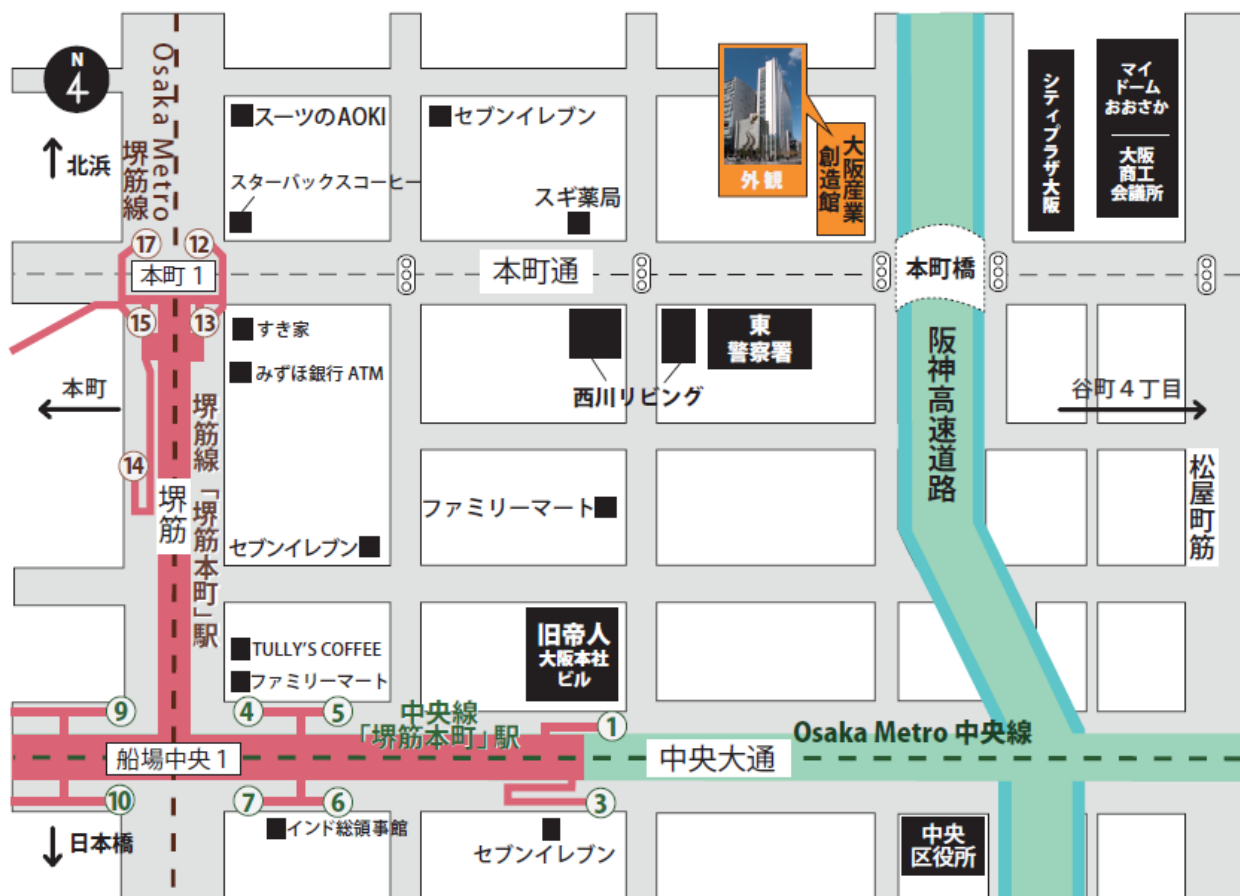 N
4
北浜
Osaka Metro
堺筋線
スーツのAOKI
スターバックスコーヒー
セブンイレブン
スギ薬局
外観
大阪産業
創造館
シティプラザ大阪
マイ
ドーム
おおさか
大阪
商工
会議所
17
12
本町 1
15
13
本町通
本町橋
すき家
みずほ銀行 ATM
西川リビング
東
警察署
阪神高速道路
本町
谷町4丁目
14
堺筋
堺筋線「堺筋本町」駅
ファミリーマート
セブンイレブン
松屋町筋
TULLY'S COFFEE
ファミリーマート
旧帝人
大阪本社
ビル
9
4
5
中央線
「堺筋本町」駅
1
Osaka Metro 中央線
船場中央 1
中央大通
10
7
6
3
日本橋
インド総領事館
セブンイレブン
中央
区役所